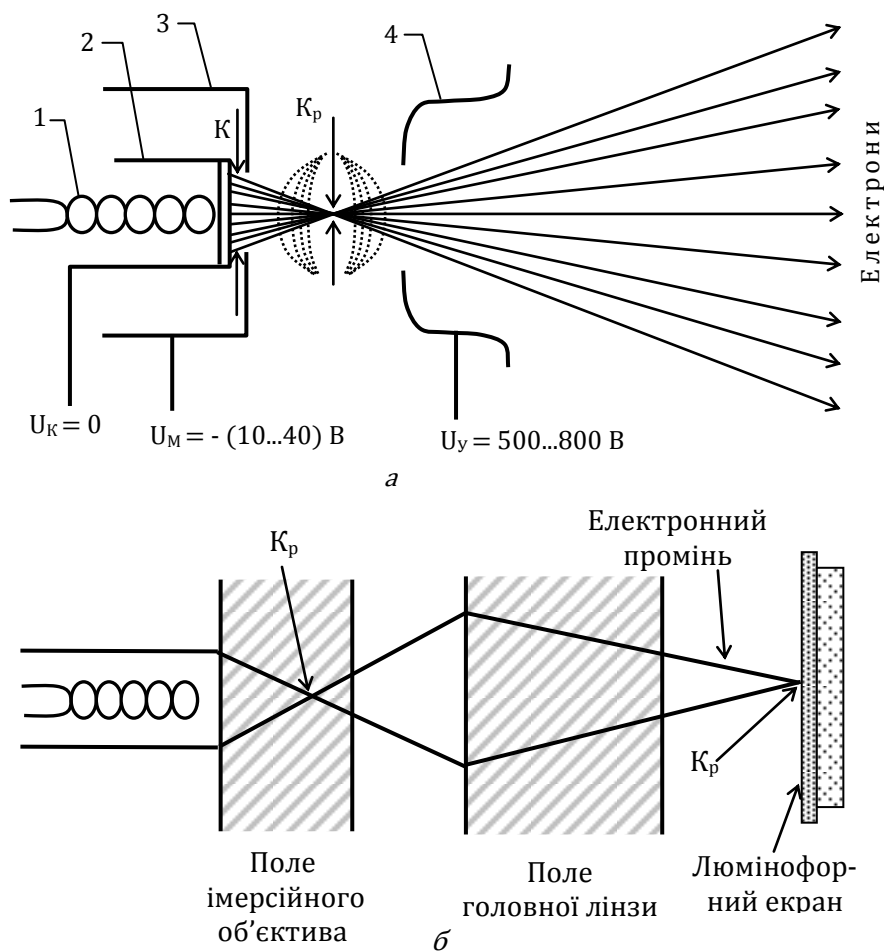 3
2
4
1
К
Кр
Електрони
UК = 0
UМ = - (10...40) В
UУ = 500...800 В
а
Кр
Електронний
промінь
Кр
Поле
імерсійного
об’єктива
Поле
головної лінзи
Люмінофор-
ний екран
б